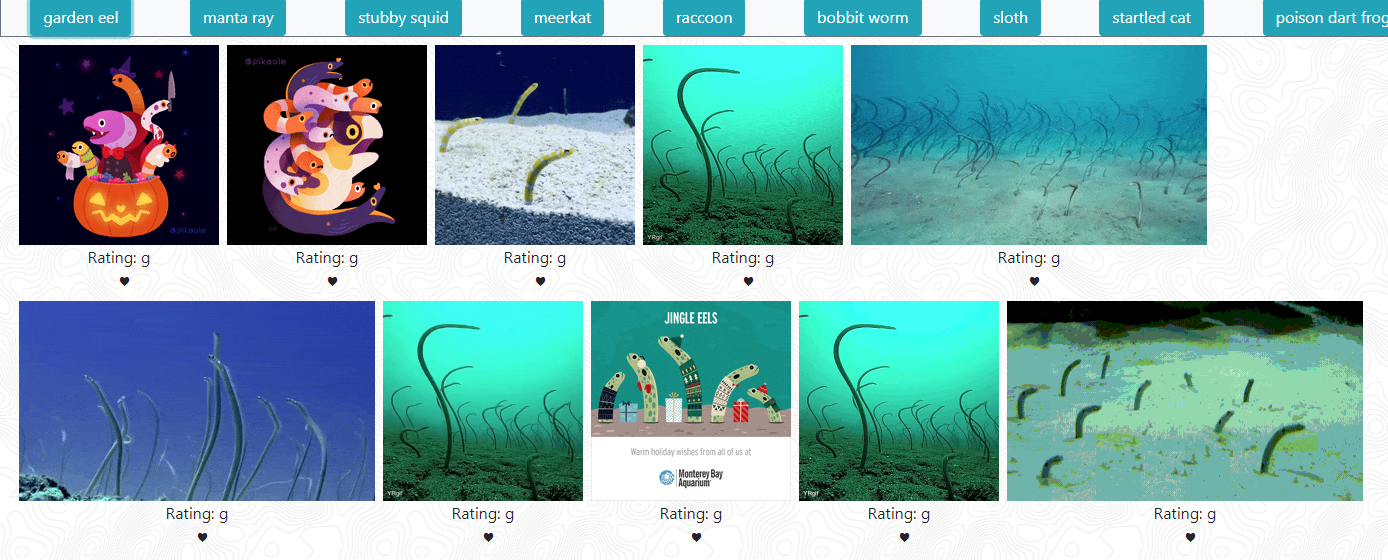 garden eel
manta ray
stubby squid
meerkat
raccoon
bobbit worm
sloth
startled cat
poison dart frog
@pikaole
@pikaole
YRgif
Rating: g
Rating: g
Rating: g
Rating: g
Rating: g
JINGLE EELS
Warm holiday wishes from all of us at
Monterey Bay
Aquarium
YRgif
YRgif
Rating: g
Rating: g
Rating: g
Rating: g
Rating: g